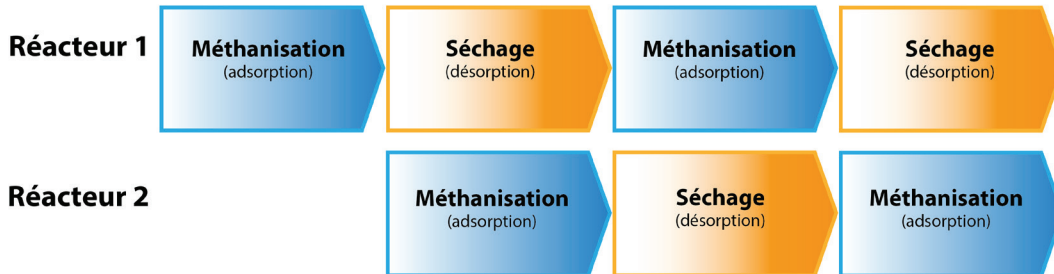 Réacteur 1
Méthanisation
(adsorption)
Séchage
(désorption)
Méthanisation
(adsorption)
Séchage
(désorption)
Réacteur 2
Méthanisation
(adsorption)
Séchage
(désorption)
Méthanisation
(adsorption)